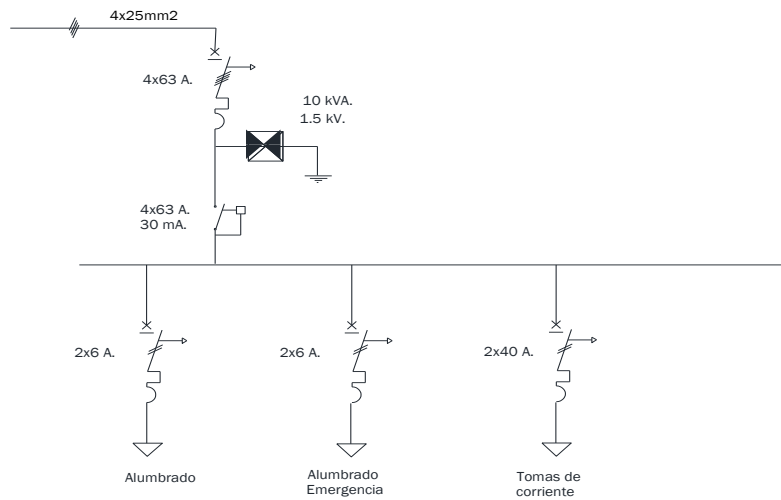 4x25mm2
4x63 A.
10 kVA.
1.5 kV.
4x63 A.
30 mA.
2x6 A.
2x6 A.
2x40 A.
Alumbrado
Alumbrado
Emergencia
Tomas de
corriente